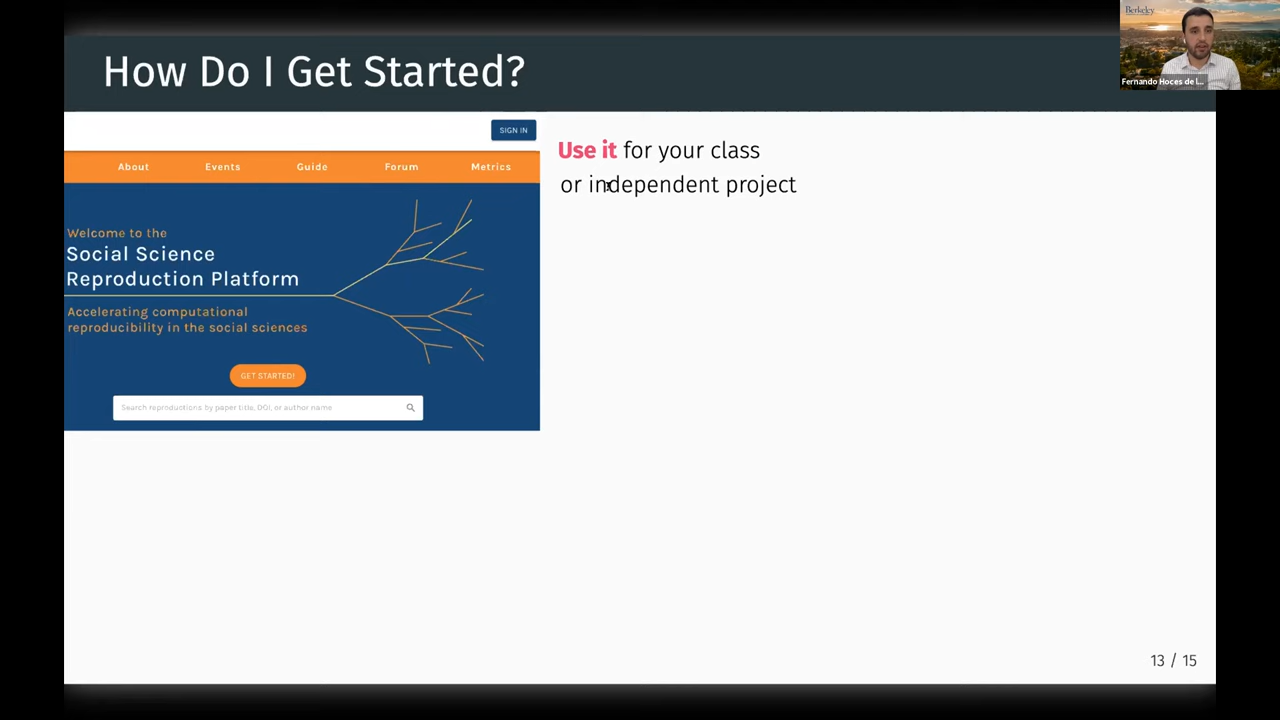 Berkeley
Fernando Hoces de l...
How Do I Get Started?
SIGN IN
About Events Guide Forum Metrics
Welcome to the
Social Science
Reproduction Platform
Accelerating computational
reproducibility in the social sciences
GET STARTED!
Search reproductions by paper title, DOI, or author name
Use it for your class
or independent project
13 / 15